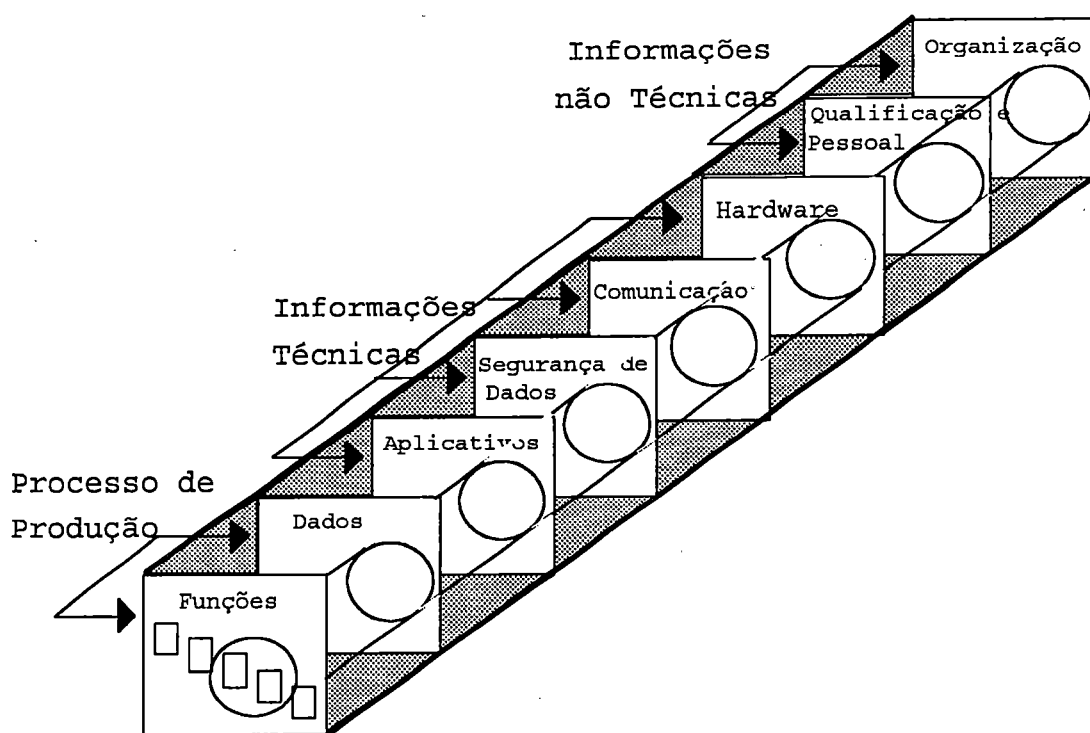 Informações
não Técnicas
Organização
Qualificação e
Pessoal
Hardware
Comunicação
Informações
Técnicas
Segurança de
Dados
Aplicativos
Processo de
Produção
Dados
Funções